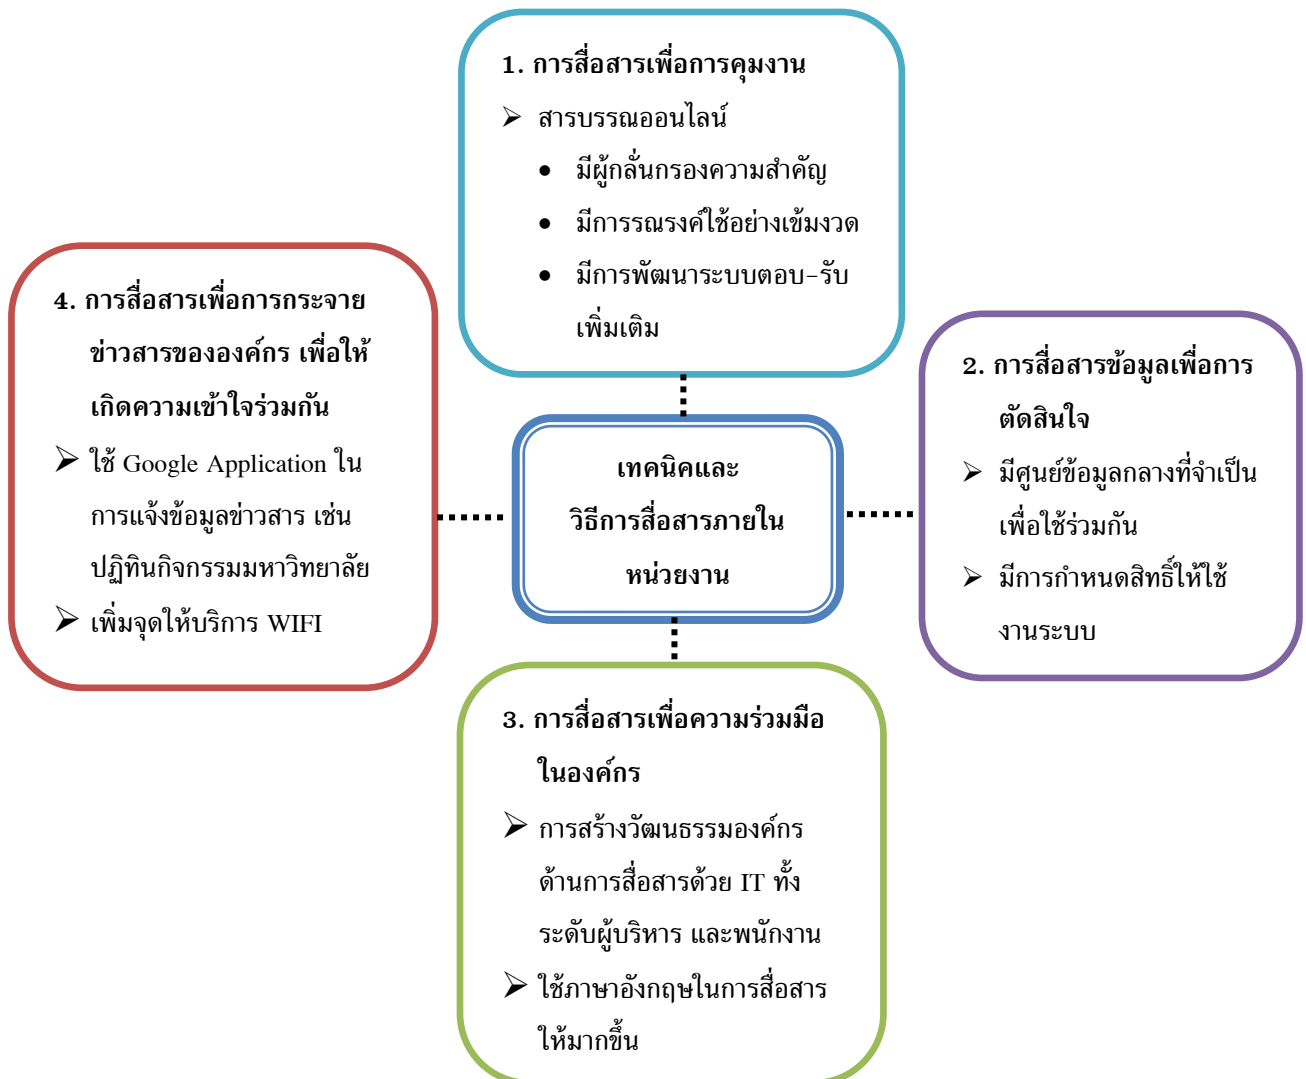 1. การสื่อสารเพื่อการคุมงาน
➢ สารบรรณออนไลน์
• มีผู้กลั่นกรองความสำคัญ
• มีการรณรงค์ใช้อย่างเข้มงวด
• มีการพัฒนาระบบตอบ-รับ
เพิ่มเติม
4. การสื่อสารเพื่อการกระจาย
ข่าวสารขององค์กร เพื่อให้
เกิดความเข้าใจร่วมกัน
➢ ใช้ Google Application ใน
การแจ้งข้อมูลข่าวสาร เช่น
ปฏิทินกิจกรรมมหาวิทยาลัย
➢ เพิ่มจุดให้บริการ WIFI
เทคนิคและ
วิธีการสื่อสารภายใน
หน่วยงาน
2. การสื่อสารข้อมูลเพื่อการ
ตัดสินใจ
➢ มีศูนย์ข้อมูลกลางที่จำเป็น
เพื่อใช้ร่วมกัน
➢ มีการกำหนดสิทธิ์ให้ใช้
งานระบบ
3. การสื่อสารเพื่อความร่วมมือ
ในองค์กร
➢ การสร้างวัฒนธรรมองค์กร
ด้านการสื่อสารด้วย IT ทั้ง
ระดับผู้บริหาร และพนักงาน
➢ ใช้ภาษาอังกฤษในการสื่อสาร
ให้มากขึ้น